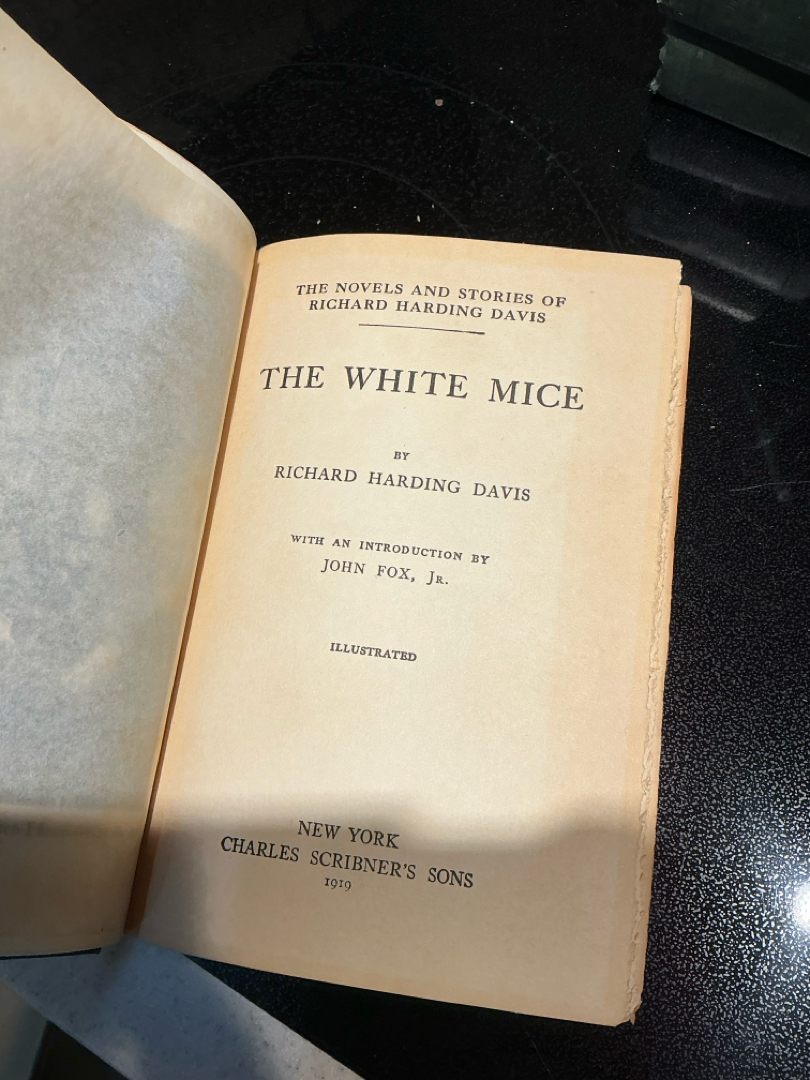 THE NOVELS AND STORIES OF
RICHARD HARDING DAVIS
THE WHITE MICE
BY
RICHARD HARDING DAVIS
WITH AN INTRODUCTION BY
JOHN FOX, Jr.
ILLUSTRATED
NEW YORK
CHARLES SCRIBNER'S SONS
1919